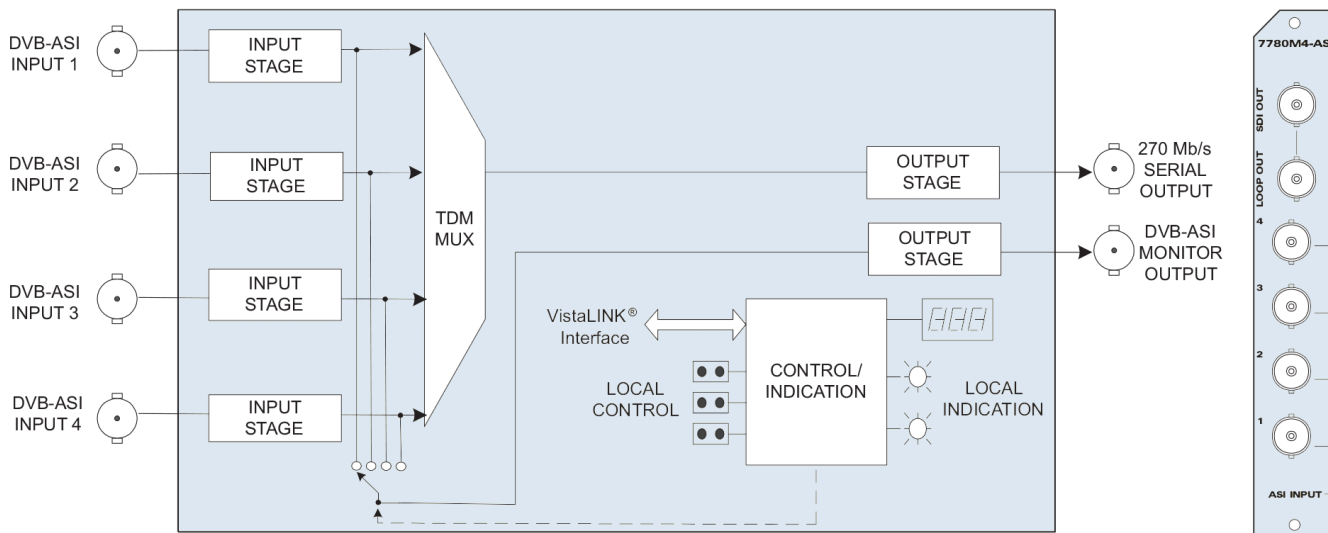 DVB-ASI
INPUT 1
INPUT
STAGE
DVB-ASI
INPUT 2
INPUT
STAGE
DVB-ASI
INPUT 3
INPUT
STAGE
DVB-ASI
INPUT 4
INPUT
STAGE
TDM
MUX
OUTPUT
STAGE
270 Mb/s
SERIAL
OUTPUT
OUTPUT
STAGE
DVB-ASI
MONITOR
OUTPUT
VistaLINK®
Interface
LOCAL
CONTROL
CONTROL/
INDICATION
LOCAL
INDICATION
7780M4-AS
SDI OUT
LOOP OUT
4
3
2
1
ASI INPUT